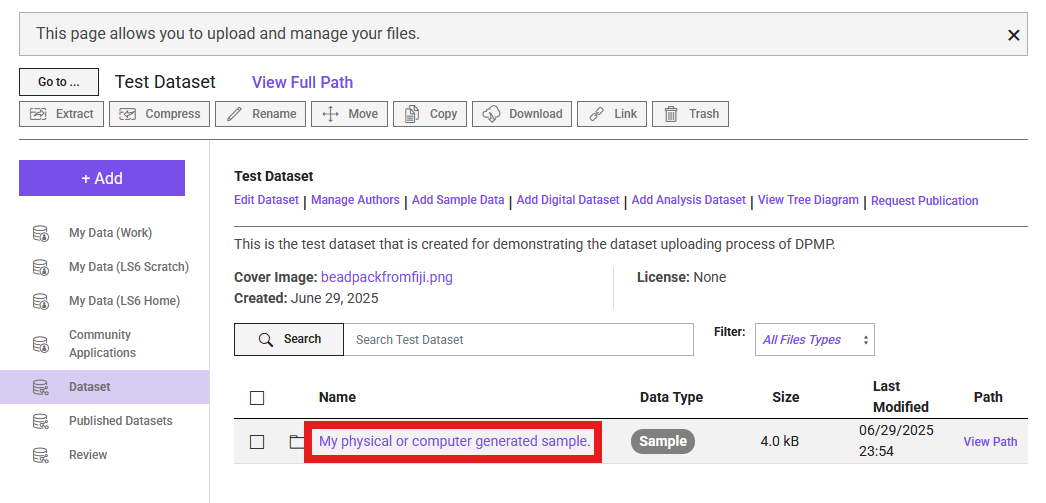 This page allows you to upload and manage your files.
×
Go to ... Test Dataset View Full Path
Extract Compress Rename Move Copy Download Link Trash
+ Add
My Data (Work)
My Data (LS6 Scratch)
My Data (LS6 Home)
Community
Applications
Dataset
Published Datasets
Review
Test Dataset
Edit Dataset | Manage Authors | Add Sample Data | Add Digital Dataset | Add Analysis Dataset | View Tree Diagram | Request Publication
This is the test dataset that is created for demonstrating the dataset uploading process of DPMP.
Cover Image: beadpackfromfiji.png
Created: June 29, 2025
License: None
Search Search Test Dataset Filter: All Files Types
Name Data Type Size Last Modified Path
My physical or computer generated sample. Sample 4.0 kB 06/29/2025 23:54 View Path